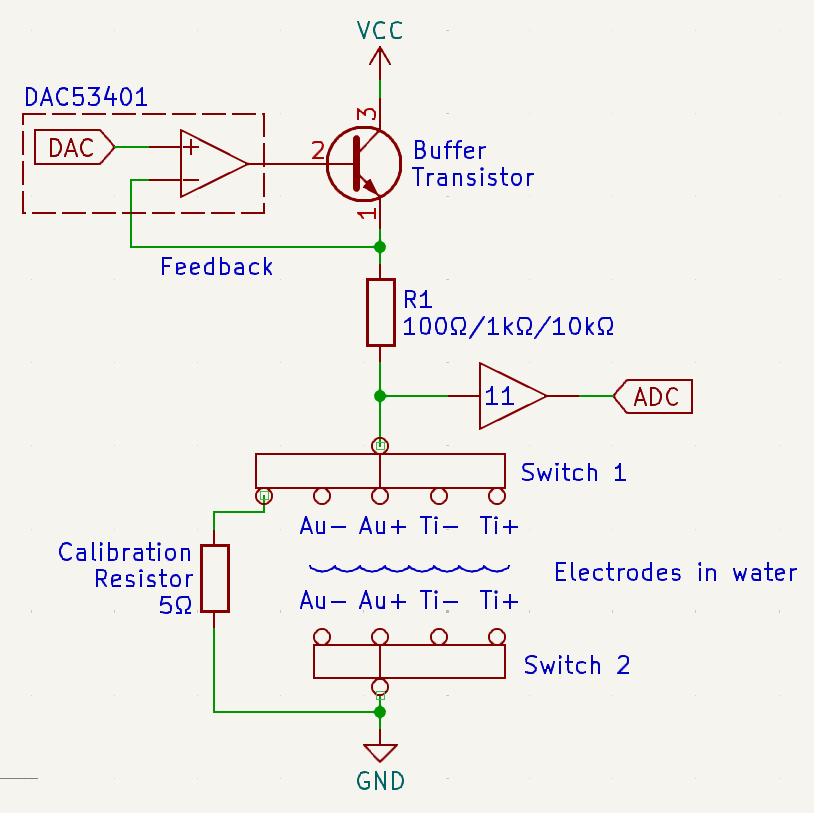 VCC
DAC53401
3
DAC
+
2
Buffer
Transistor
−
1
Feedback
R1
100Ω/1kΩ/10kΩ
11
ADC
Switch 1
Au− Au+ Ti− Ti+
Calibration
Resistor
5Ω
Electrodes in water
Au− Au+ Ti− Ti+
Switch 2
GND